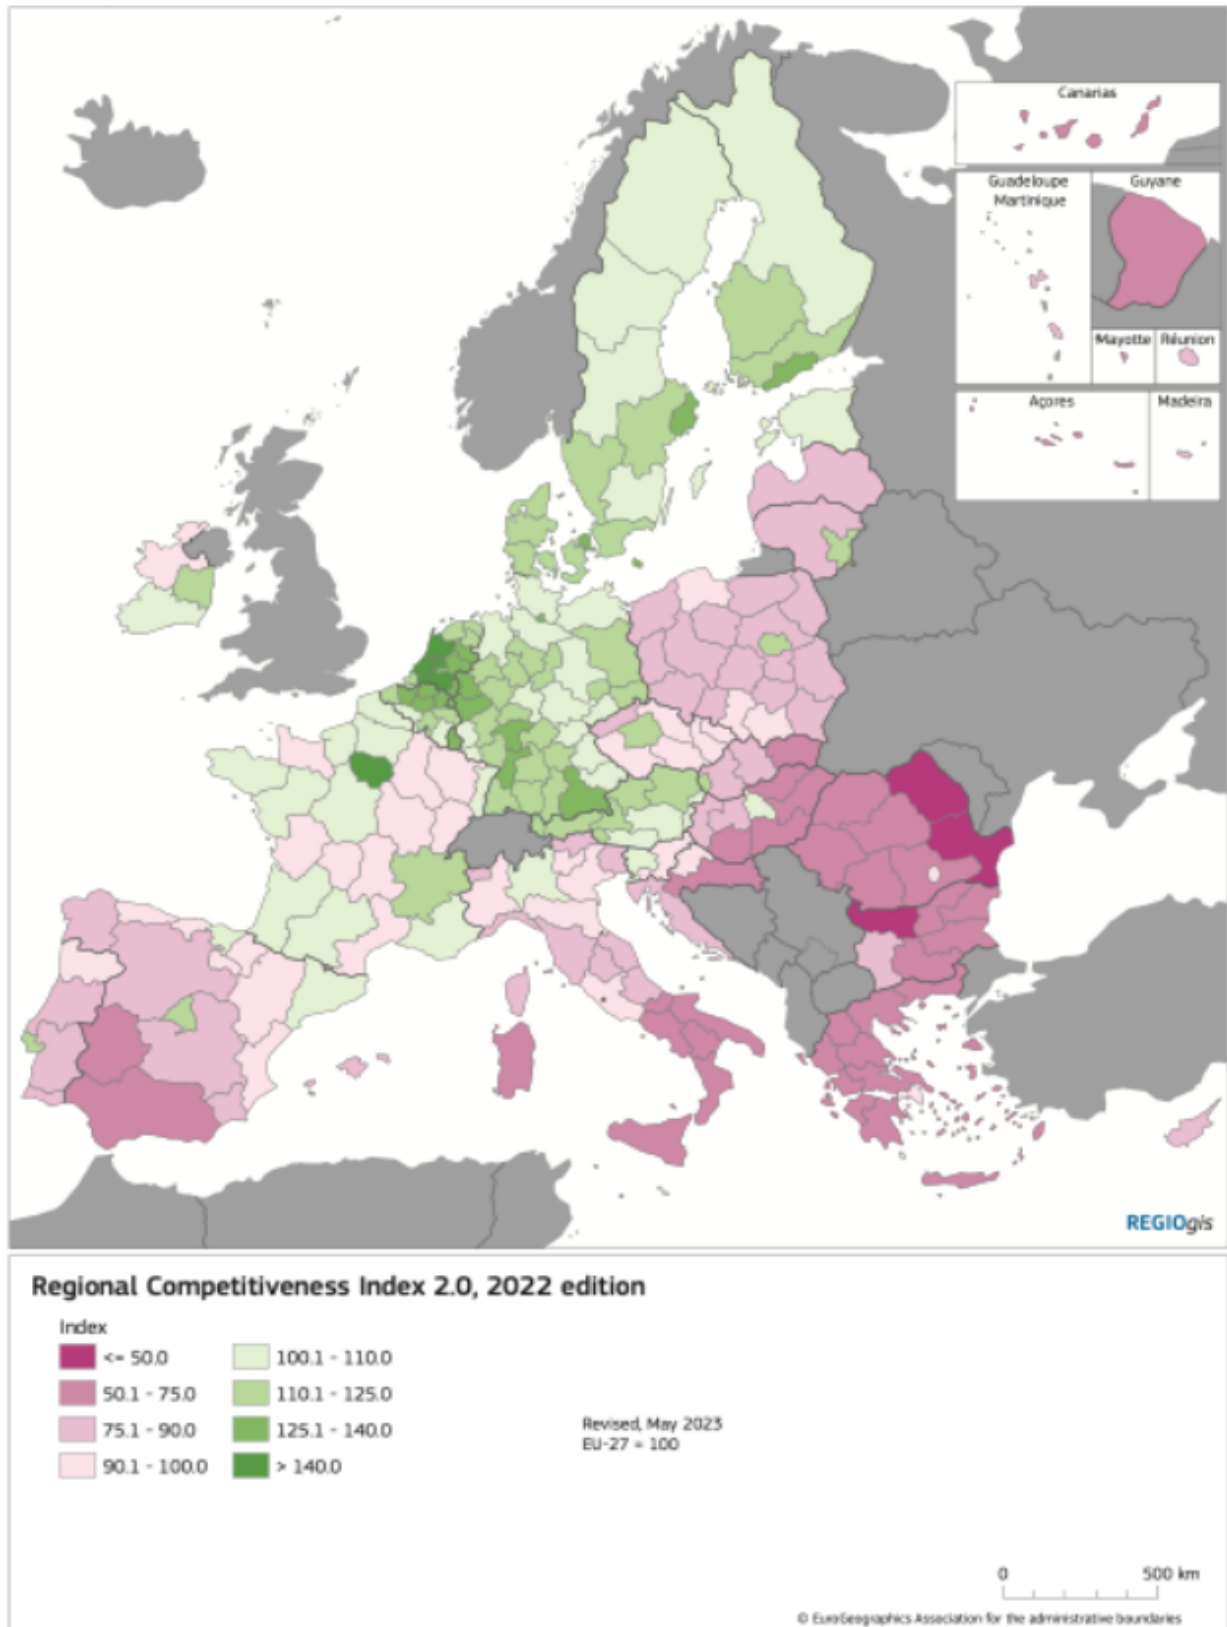 Canarias
Guadeloupe
Martinique
Guyane
Mayotte
Réunion
Açores
Madeira
REGIOgis
Regional Competitiveness Index 2.0, 2022 edition
Index
<= 50.0
50.1 - 75.0
75.1 - 90.0
90.1 - 100.0
100.1 - 110.0
110.1 - 125.0
125.1 - 140.0
> 140.0
Revised, May 2023
EU-27 = 100
0 500 km
© EuroGeographics Association for the administrative boundaries